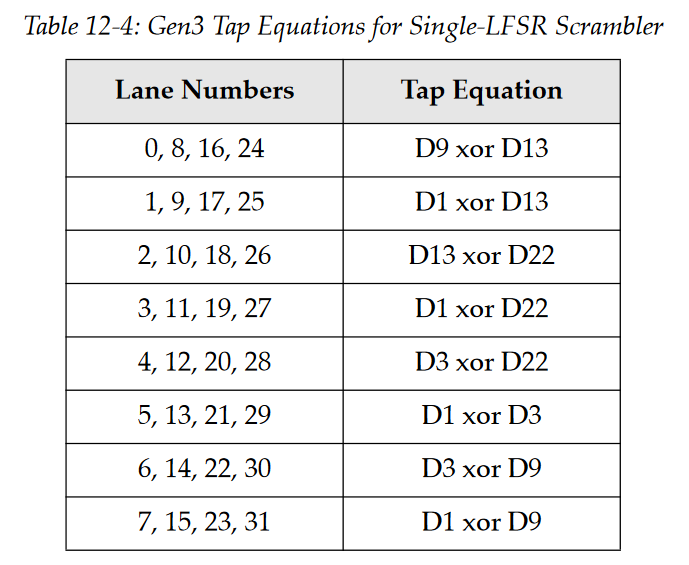 Table 12-4: Gen3 Tap Equations for Single-LFSR Scrambler
Lane Numbers Tap Equation
0, 8, 16, 24 D9 xor D13
1, 9, 17, 25 D1 xor D13
2, 10, 18, 26 D13 xor D22
3, 11, 19, 27 D1 xor D22
4, 12, 20, 28 D3 xor D22
5, 13, 21, 29 D1 xor D3
6, 14, 22, 30 D3 xor D9
7, 15, 23, 31 D1 xor D9